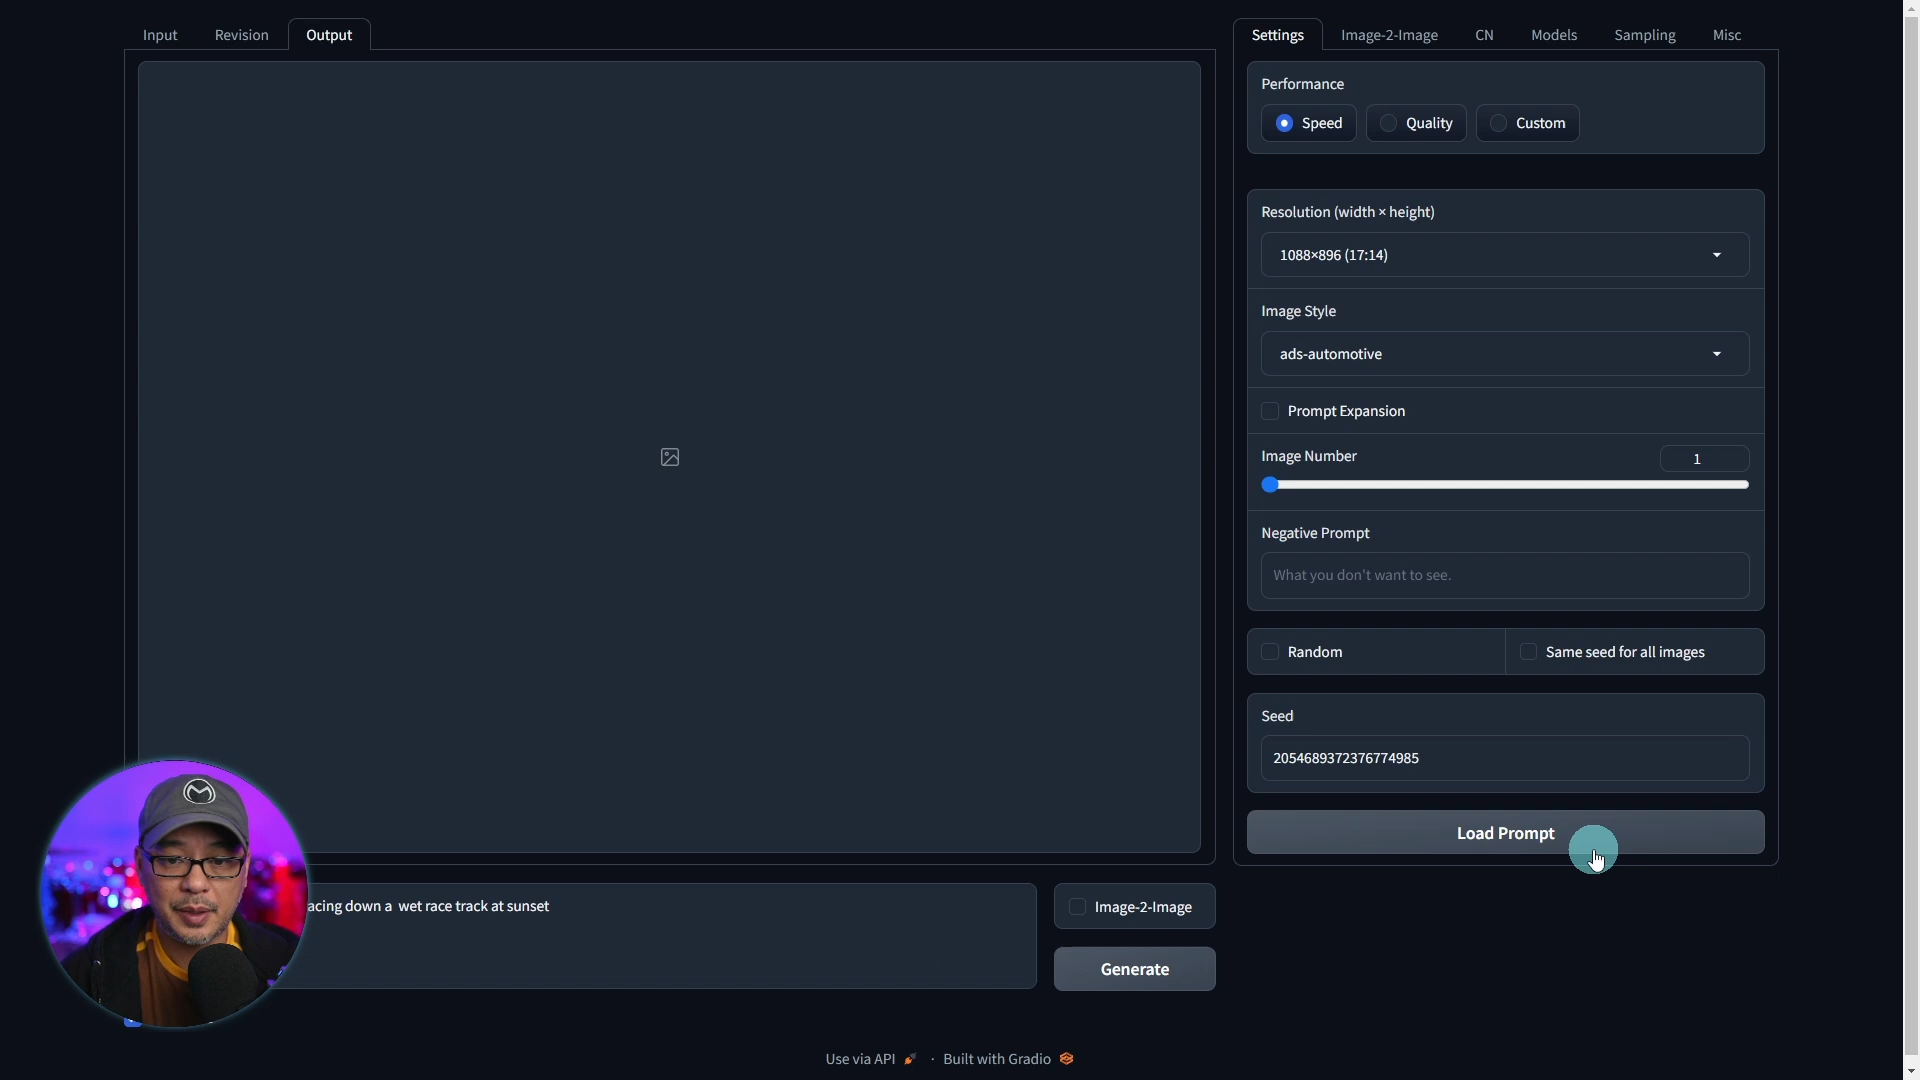 Input Revision Output
Settings Image-2-Image CN Models Sampling Misc
Performance
Speed Quality Custom
Resolution (width × height)
1088×896 (17:14)
Image Style
ads-automotive
Prompt Expansion
Image Number 1
Negative Prompt
What you don't want to see.
Random Same seed for all images
Seed
2054689372376774985
Load Prompt
acing down a  wet race track at sunset
Image-2-Image
Generate
Use via API · Built with Gradio